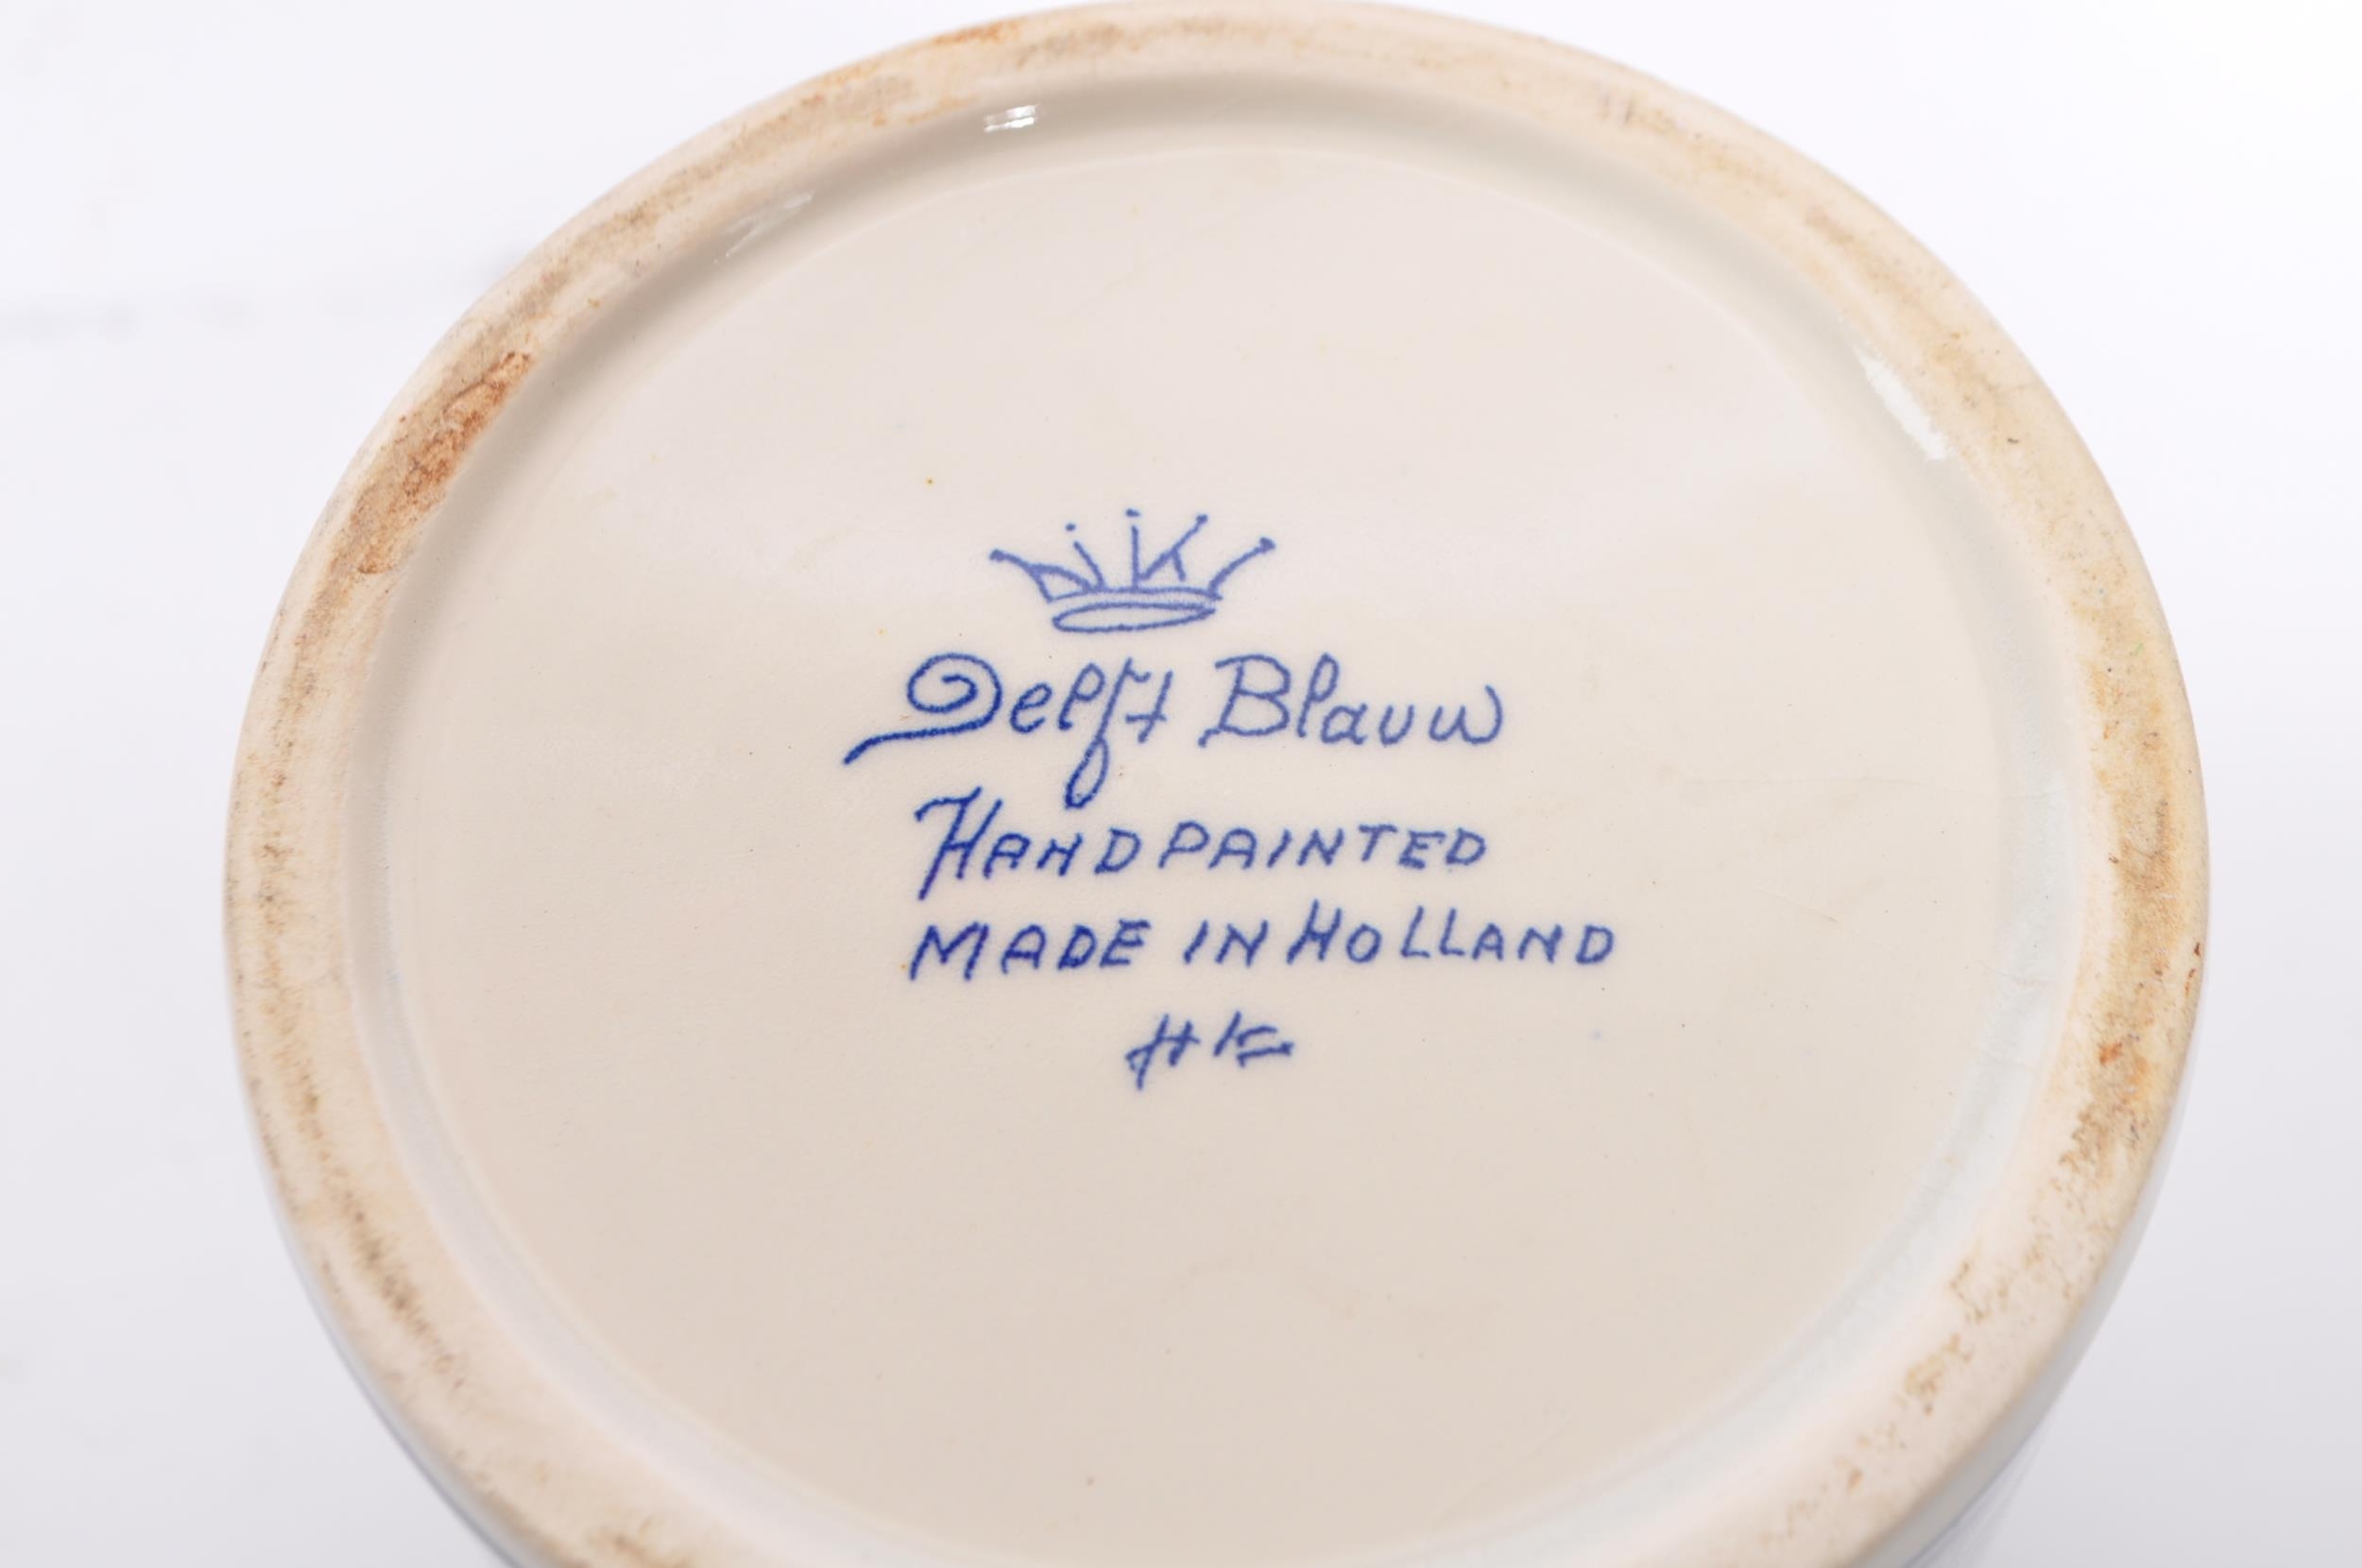 Delft Blauw
HANDPAINTED
MADE IN HOLLAND
HK